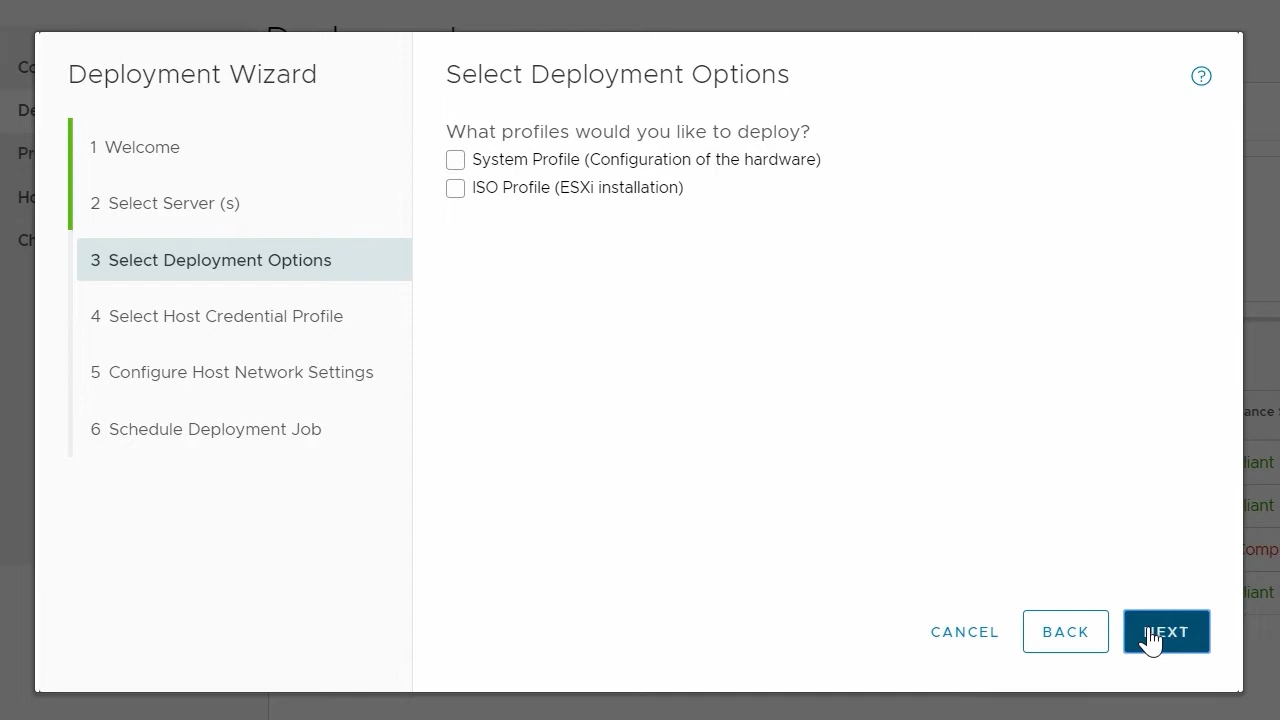 Deployment Wizard
1 Welcome
2 Select Server (s)
3 Select Deployment Options
4 Select Host Credential Profile
5 Configure Host Network Settings
6 Schedule Deployment Job
Select Deployment Options
?
What profiles would you like to deploy?
System Profile (Configuration of the hardware)
ISO Profile (ESXi installation)
CANCEL
BACK
NEXT